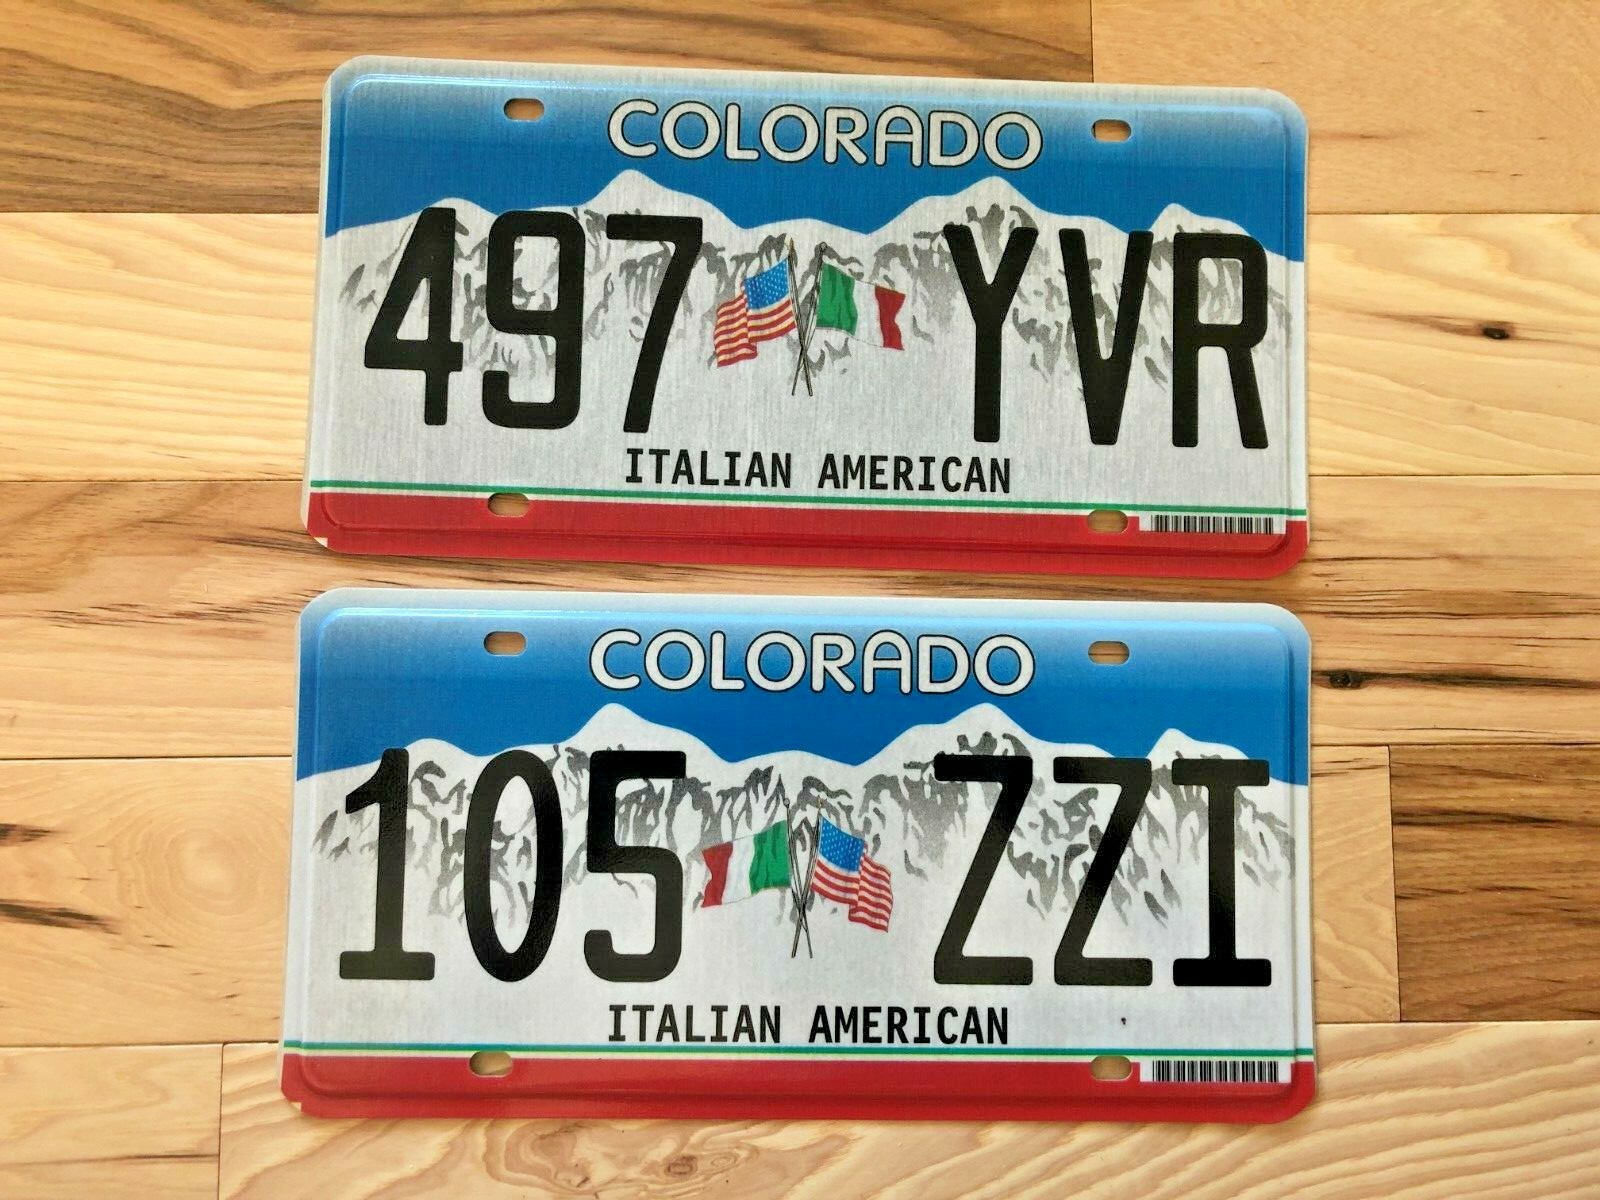 COLORADO
497 YVR
ITALIAN AMERICAN
COLORADO
105 ZZI
ITALIAN AMERICAN